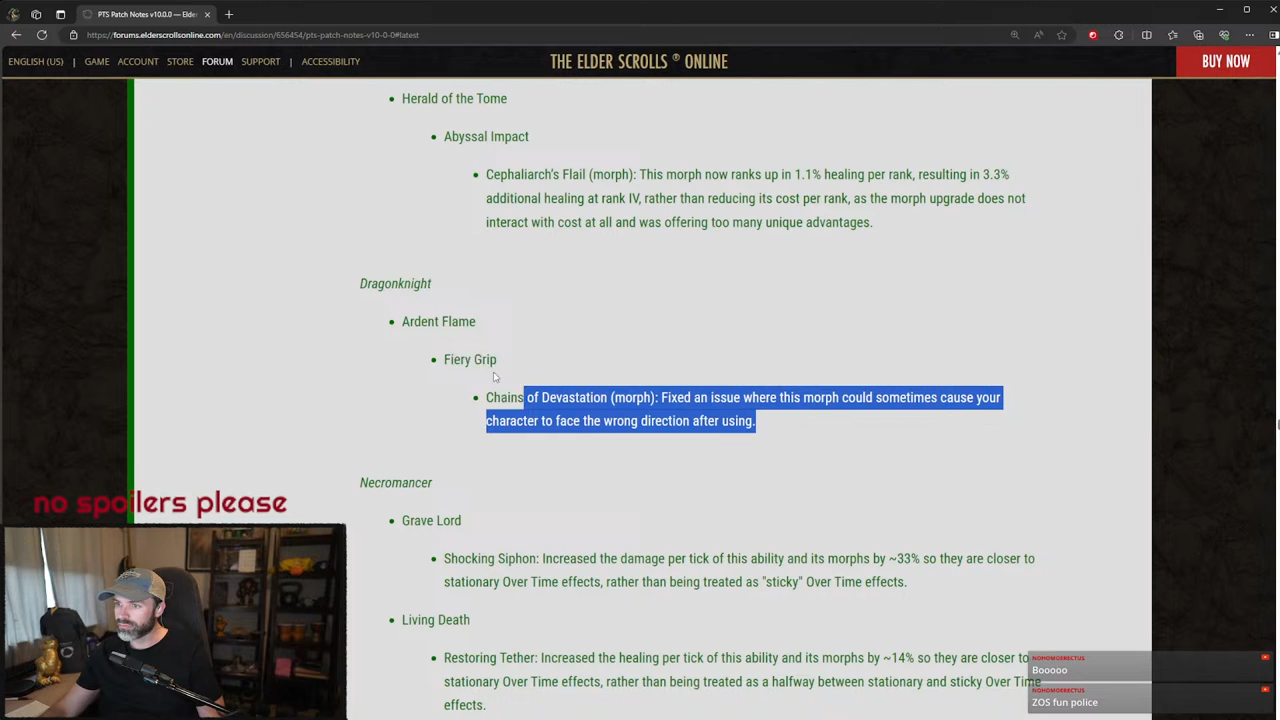 PTS Patch Notes v10.0.0 — Elder
https://forums.elderscrollsonline.com/en/discussion/656454/pts-patch-notes-v10-0-0#latest
ENGLISH (US) | GAME ACCOUNT STORE FORUM SUPPORT | ACCESSIBILITY THE ELDER SCROLLS ® ONLINE BUY NOW
• Herald of the Tome
• Abyssal Impact
• Cephaliarch's Flail (morph): This morph now ranks up in 1.1% healing per rank, resulting in 3.3%
additional healing at rank IV, rather than reducing its cost per rank, as the morph upgrade does not
interact with cost at all and was offering too many unique advantages.
Dragonknight
• Ardent Flame
• Fiery Grip
• Chains of Devastation (morph): Fixed an issue where this morph could sometimes cause your
character to face the wrong direction after using.
Necromancer
• Grave Lord
• Shocking Siphon: Increased the damage per tick of this ability and its morphs by ~33% so they are closer to
stationary Over Time effects, rather than being treated as "sticky" Over Time effects.
• Living Death
• Restoring Tether: Increased the healing per tick of this ability and its morphs by ~14% so they are closer to
stationary Over Time effects, rather than being treated as a halfway between stationary and sticky Over Time
effects.
no spoilers please
NOHOMOERECTUS
Booooo
NOHOMOERECTUS
ZOS fun police